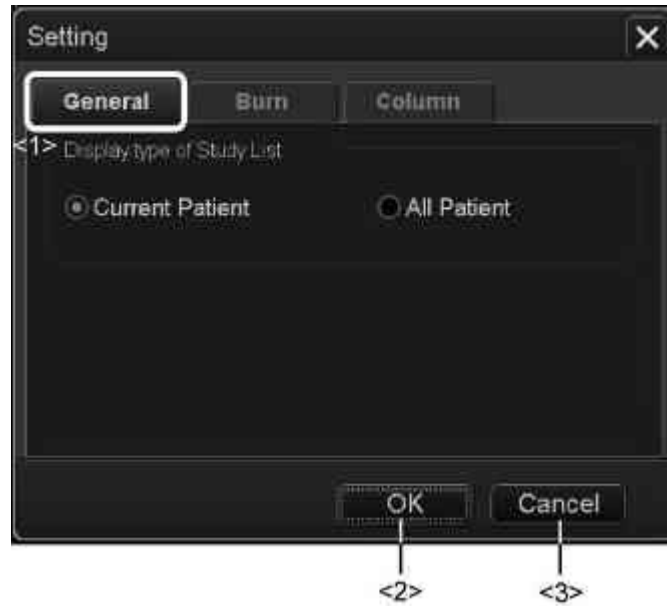 Setting
General Burn Column
<1> Display type of Study List
Current Patient All Patient
OK Cancel
<2> <3>